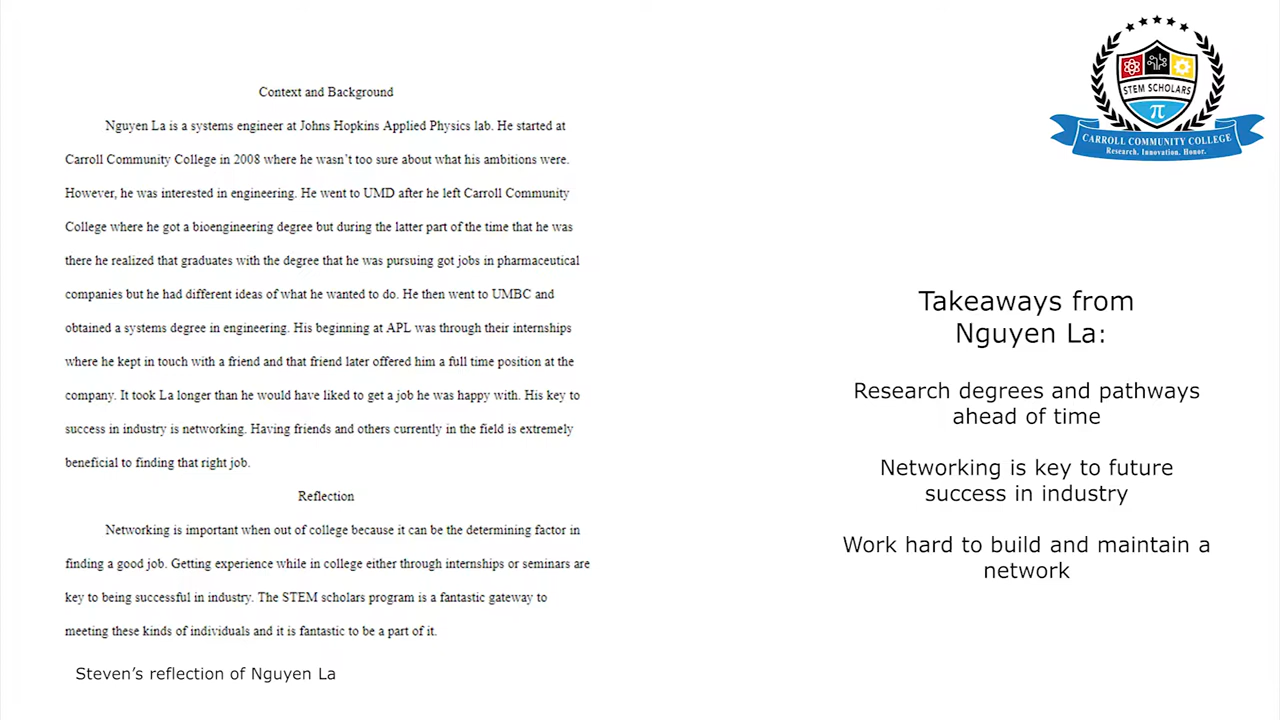 Context and Background
Nguyen La is a systems engineer at Johns Hopkins Applied Physics lab. He started at
Carroll Community College in 2008 where he wasn't too sure about what his ambitions were.
However, he was interested in engineering. He went to UMD after he left Carroll Community
College where he got a bioengineering degree but during the latter part of the time that he was
there he realized that graduates with the degree that he was pursuing got jobs in pharmaceutical
companies but he had different ideas of what he wanted to do. He then went to UMBC and
obtained a systems degree in engineering. His beginning at APL was through their internships
where he kept in touch with a friend and that friend later offered him a full time position at the
company. It took La longer than he would have liked to get a job he was happy with. His key to
success in industry is networking. Having friends and others currently in the field is extremely
beneficial to finding that right job.
Reflection
Networking is important when out of college because it can be the determining factor in
finding a good job. Getting experience while in college either through internships or seminars are
key to being successful in industry. The STEM scholars program is a fantastic gateway to
meeting these kinds of individuals and it is fantastic to be a part of it.
Steven’s reflection of Nguyen La
STEM SCHOLARS
π
CARROLL COMMUNITY COLLEGE
Research. Innovation. Honor.
Takeaways from
Nguyen La:
Research degrees and pathways
ahead of time
Networking is key to future
success in industry
Work hard to build and maintain a
network